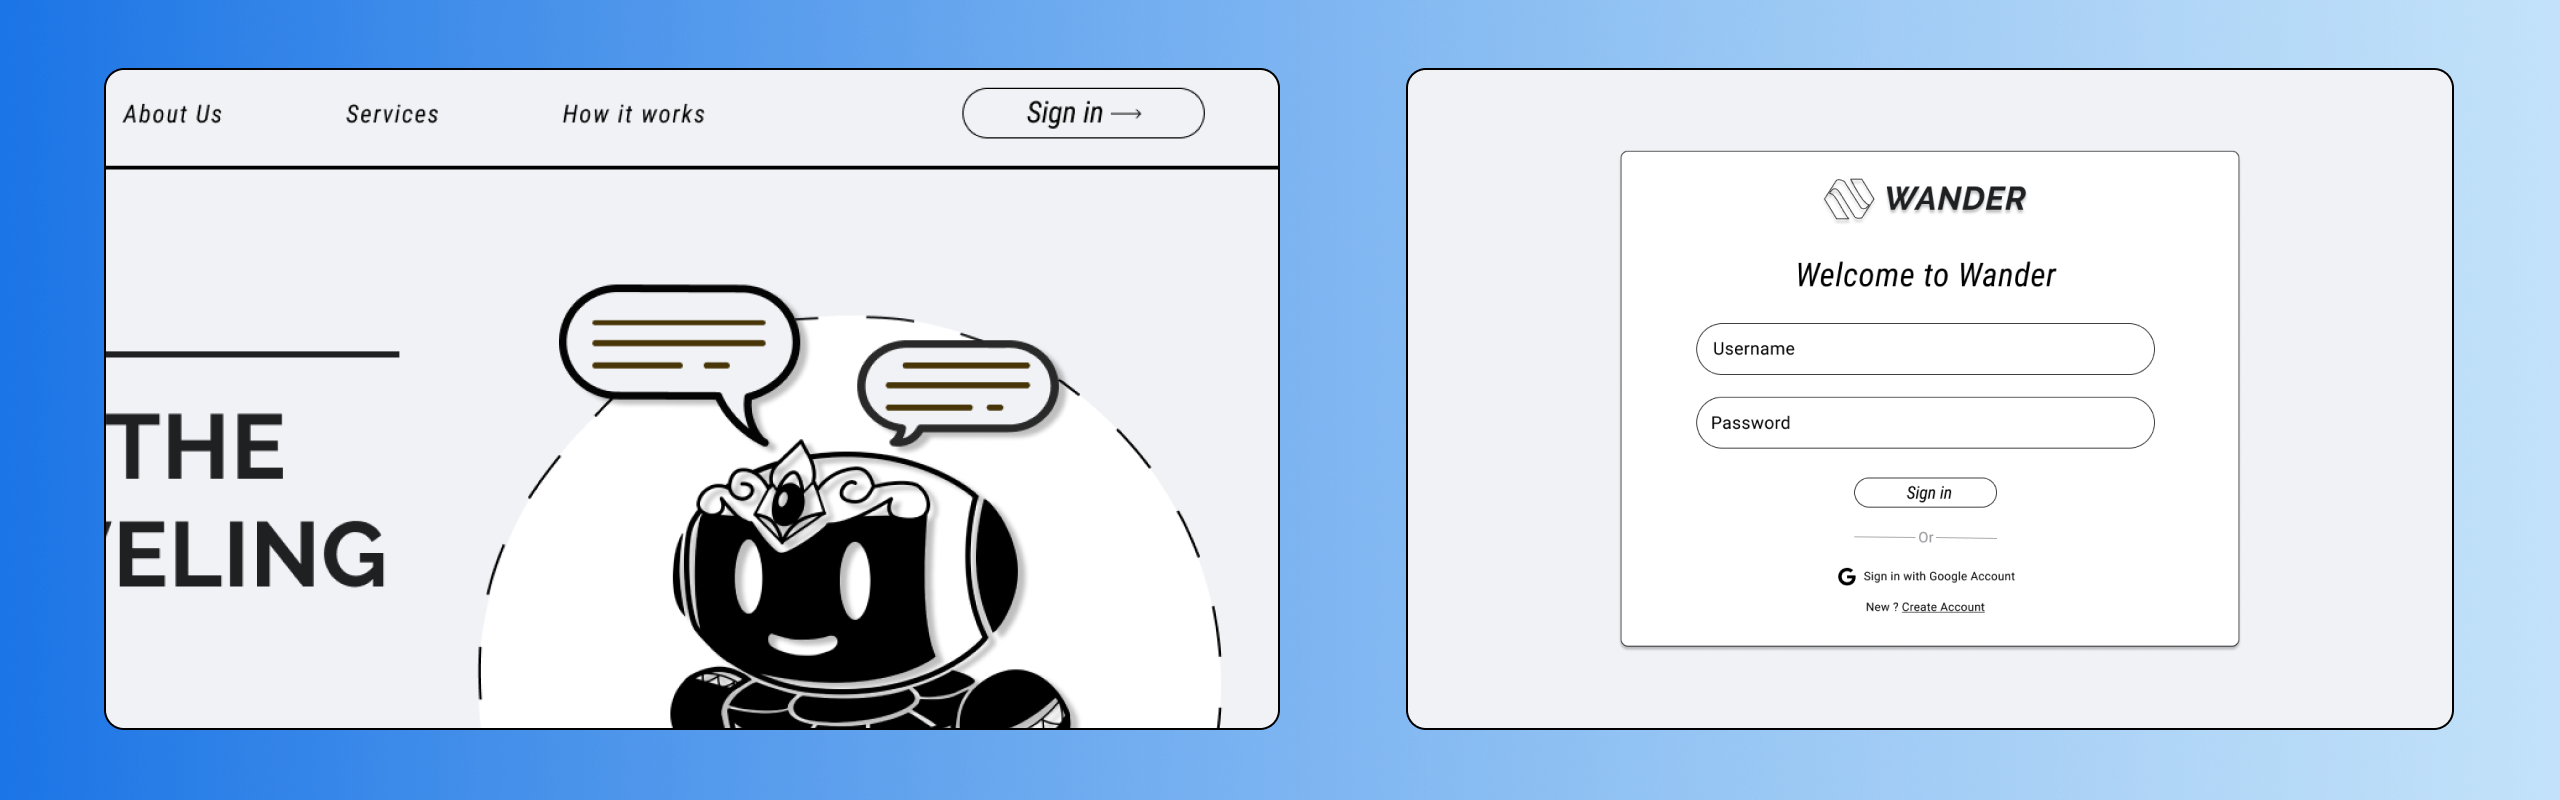 About Us
Services
How it works
Sign in
THE
ELING
WANDER
Welcome to Wander
Username
Password
Sign in
Or
G Sign in with Google Account
New ? Create Account